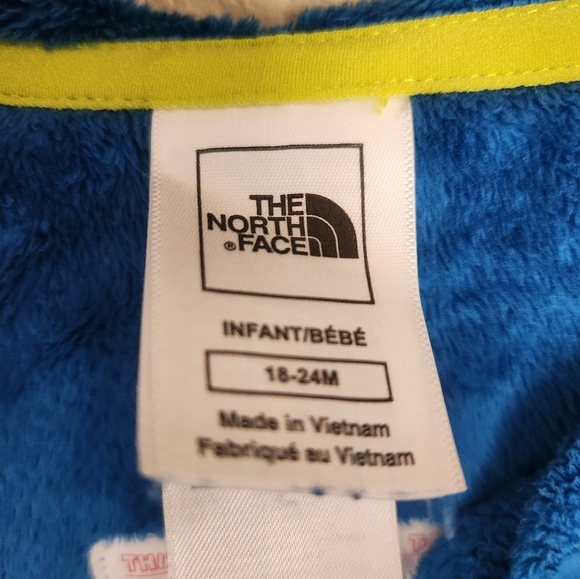 THE
NORTH
® FACE
INFANT/BÉBÉ
18-24M
Made in Vietnam
Fabriqué au Vietnam